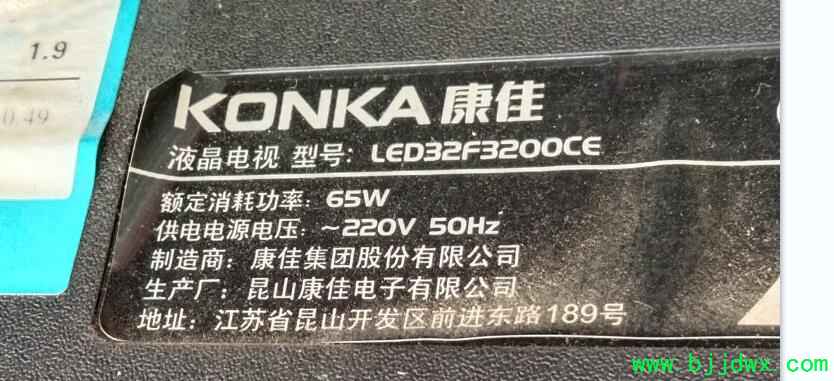 1.9
0.49
KONKA 康佳
液晶电视 型号: LED32F3200CE
额定消耗功率: 65W
供电电源电压: ~220V 50Hz
制造商: 康佳集团股份有限公司
生产厂: 昆山康佳电子有限公司
地址: 江苏省昆山开发区前进东路189号
www.bjjdwx.com